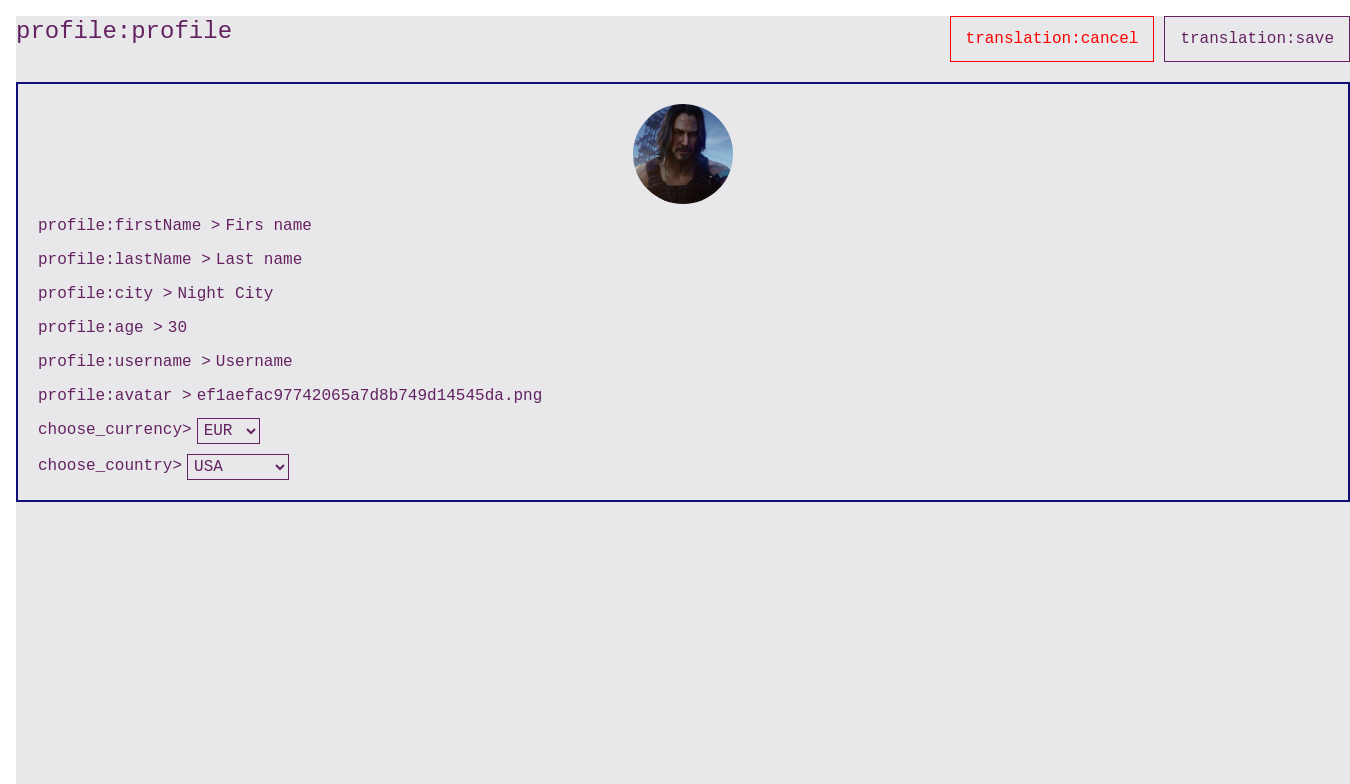 profile:profile
translation:cancel
translation:save
profile:firstName > Firs name
profile:lastName > Last name
profile:city > Night City
profile:age > 30
profile:username > Username
profile:avatar > ef1aefac97742065a7d8b749d14545da.png
choose_currency> EUR
choose_country> USA